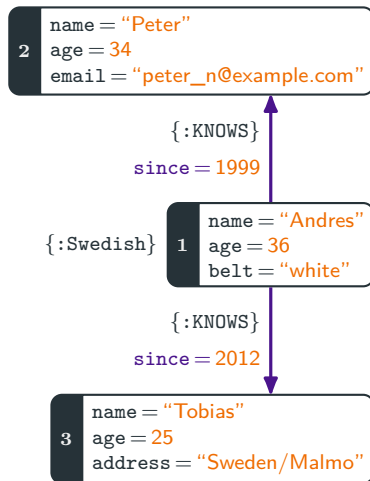 2
name = “Peter”
age = 34
email = “peter_n@example.com”
{:KNOWS}
since = 1999
{:Swedish}
1
name = “Andres”
age = 36
belt = “white”
{:KNOWS}
since = 2012
3
name = “Tobias”
age = 25
address = “Sweden/Malmo”